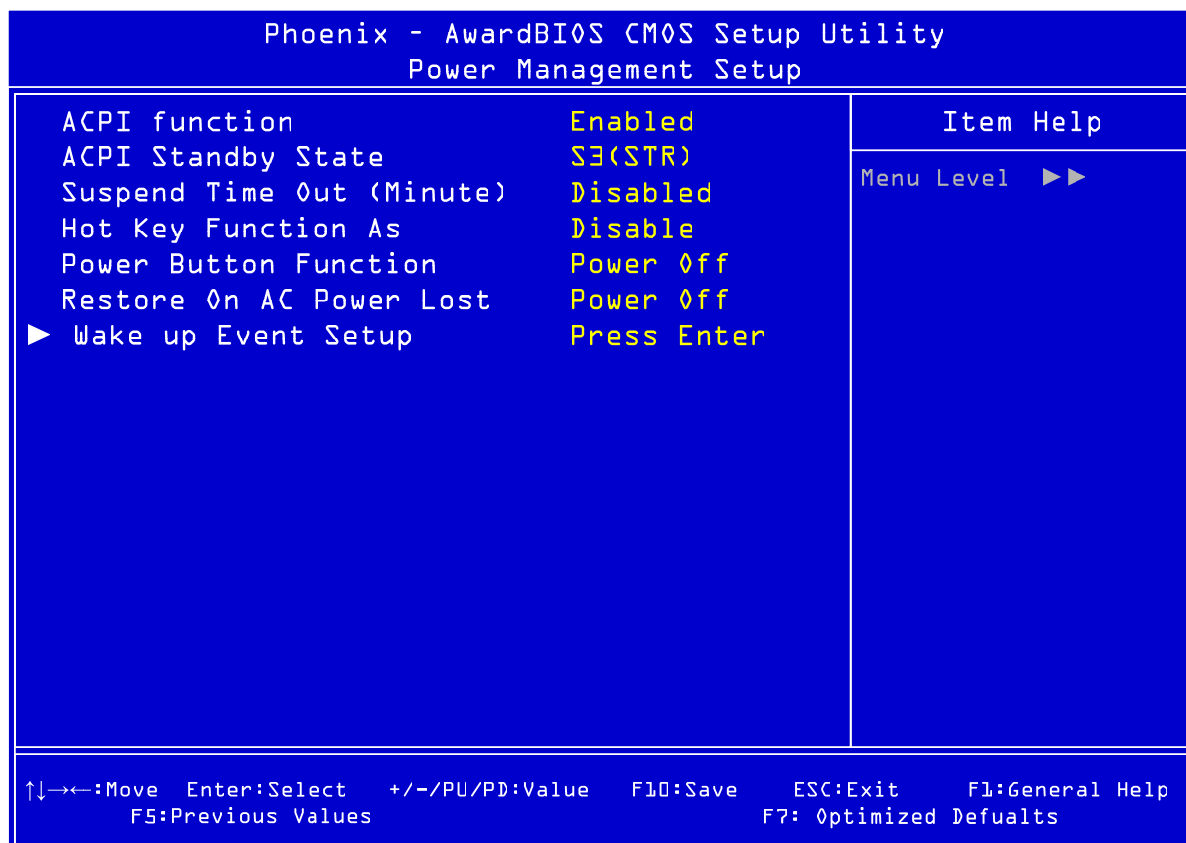 Phoenix - AwardBIOS CMOS Setup Utility
Power Management Setup
ACPI function Enabled
ACPI Standby State S3(STR)
Suspend Time Out (Minute) Disabled
Hot Key Function As Disable
Power Button Function Power Off
Restore On AC Power Lost Power Off
▶ Wake up Event Setup Press Enter
Item Help
Menu Level ▶▶
↑↓→←:Move Enter:Select +/-/PU/PD:Value F10:Save ESC:Exit F1:General Help
F5:Previous Values F7: Optimized Defualts